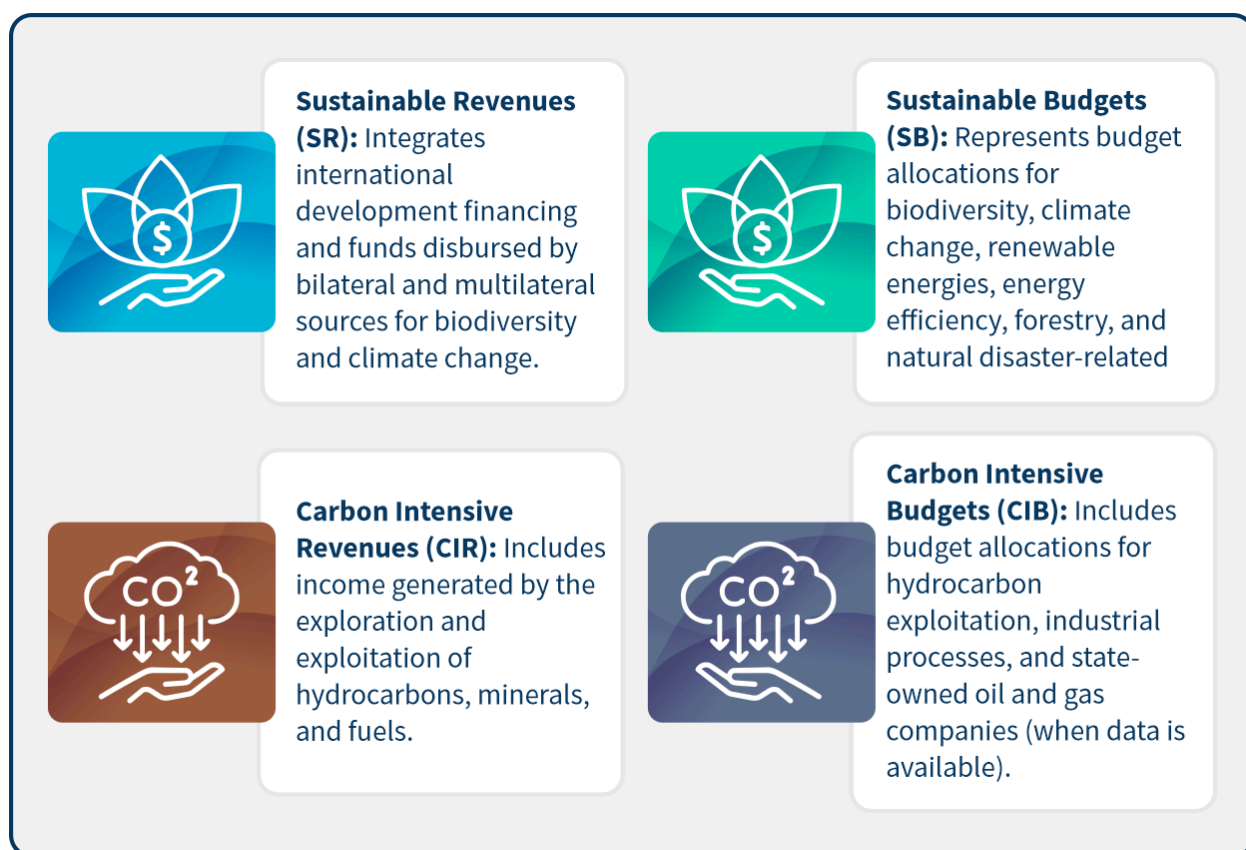 Sustainable Revenues
(SR): Integrates
international
development financing
and funds disbursed by
bilateral and multilateral
sources for biodiversity
and climate change.
$
Sustainable Budgets
(SB): Represents budget
allocations for
biodiversity, climate
change, renewable
energies, energy
efficiency, forestry, and
natural disaster-related
$
Carbon Intensive
Revenues (CIR): Includes
income generated by the
exploration and
exploitation of
hydrocarbons, minerals,
and fuels.
CO²
Carbon Intensive
Budgets (CIB): Includes
budget allocations for
hydrocarbon
exploitation, industrial
processes, and state-
owned oil and gas
companies (when data is
available).
CO²